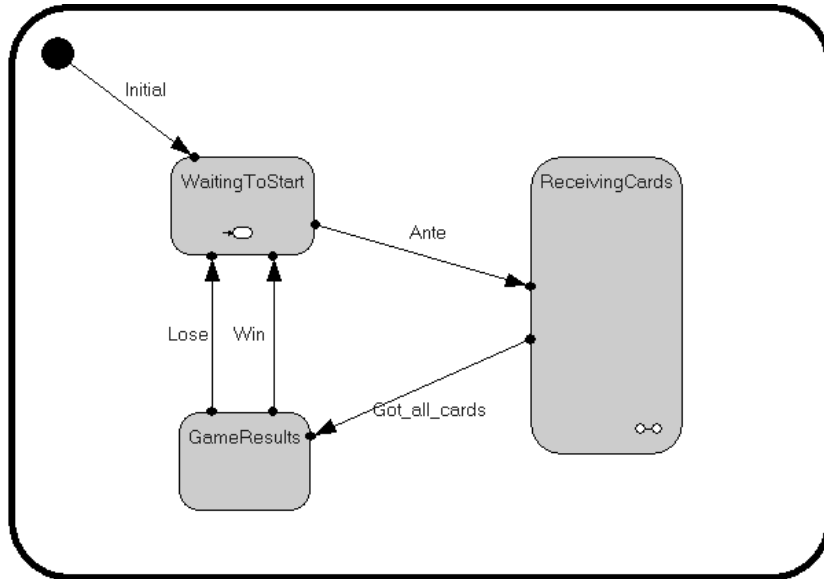 Initial
WaitingToStart
ReceivingCards
Ante
Lose
Win
Got_all_cards
GameResults